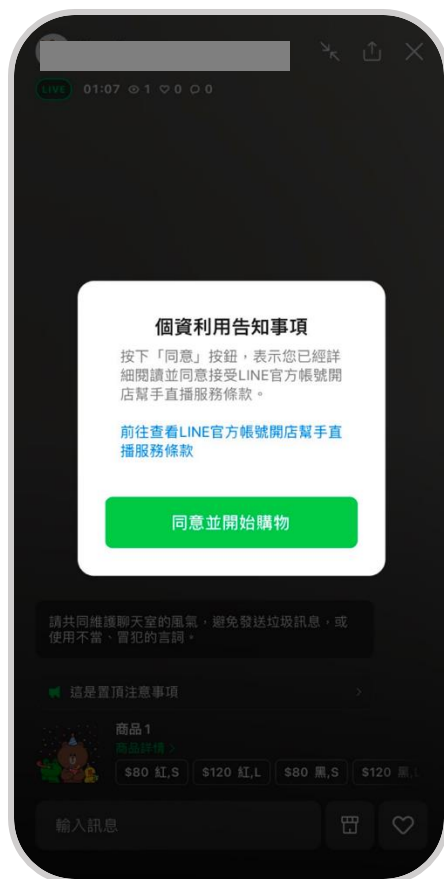 LIVE 01:07 1 0 0
個資利用告知事項
按下「同意」按鈕，表示您已經詳
細閱讀並同意接受LINE官方帳號開
店幫手直播服務條款。
前往查看LINE官方帳號開店幫手直
播服務條款
同意並開始購物
請共同維護聊天室的風氣，避免發送垃圾訊息，或
使用不當、冒犯的言詞。
這是置頂注意事項
商品1
商品詳情 >
$80 紅,S $120 紅,L $80 黑,S $120 黑,L
輸入訊息